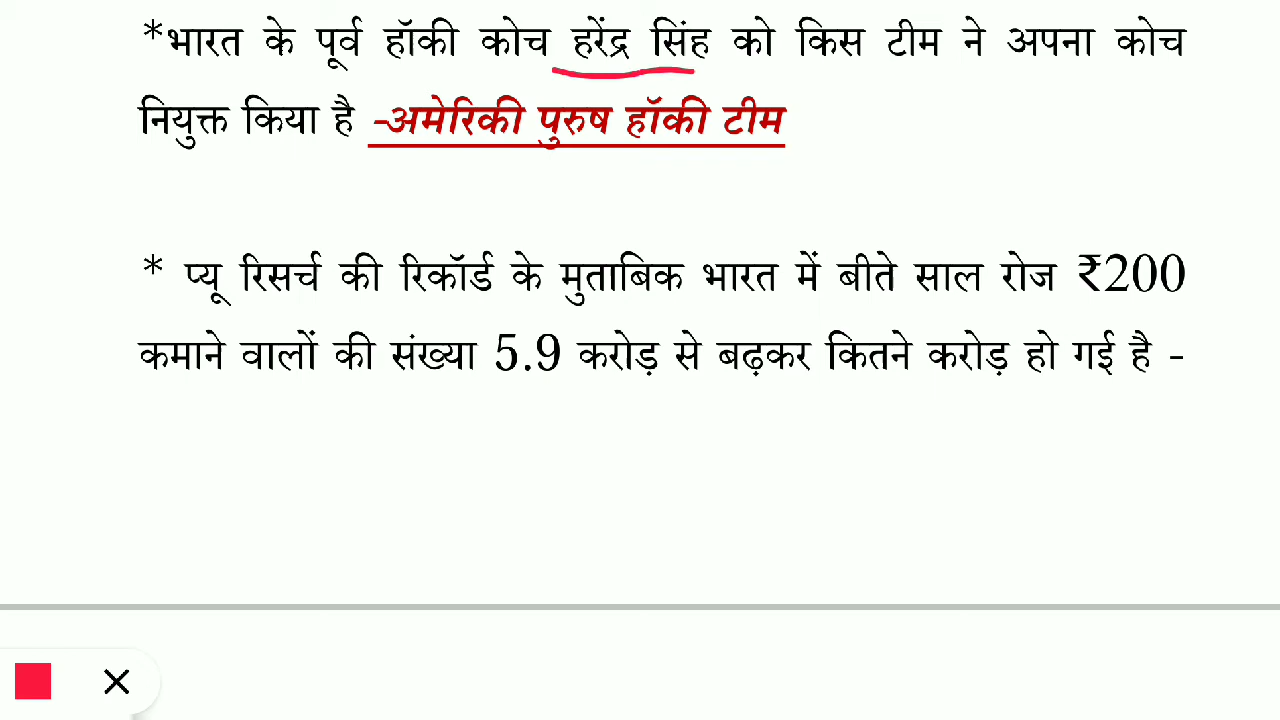 *भारत के पूर्व हॉकी कोच हरेंद्र सिंह को किस टीम ने अपना कोच
नियुक्त किया है -अमेरिकी पुरुष हॉकी टीम
* प्यू रिसर्च की रिकॉर्ड के मुताबिक भारत में बीते साल रोज ₹200
कमाने वालों की संख्या 5.9 करोड़ से बढ़कर कितने करोड़ हो गई है -